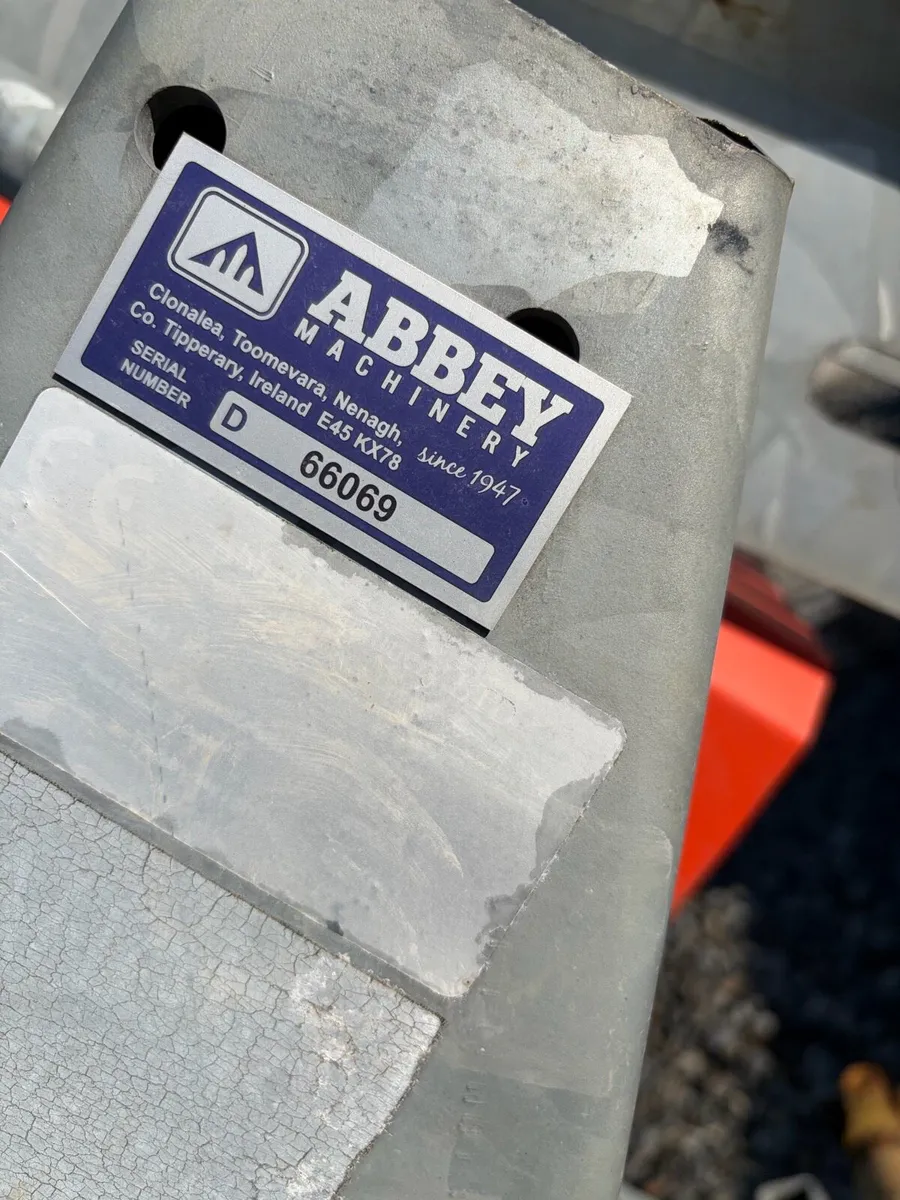 ABBEY
MACHINERY
Clonalea, Toomevara, Nenagh,
Co. Tipperary, Ireland E45 KX78
since 1947
SERIAL
NUMBER
D
66069